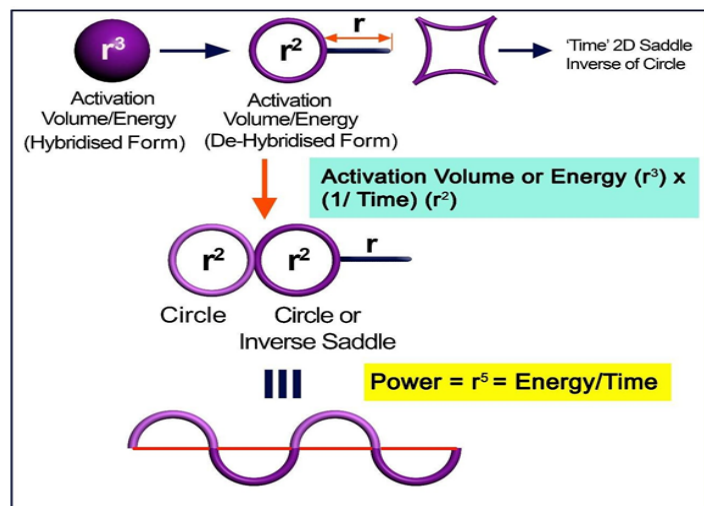 r³
r²
r
'Time' 2D Saddle
Inverse of Circle
Activation
Volume/Energy
(Hybridised Form)
Activation
Volume/Energy
(De-Hybridised Form)
Activation Volume or Energy (r³) x
(1/ Time) (r²)
r²
r²
r
Circle
Circle or
Inverse Saddle
Power = r⁵ = Energy/Time